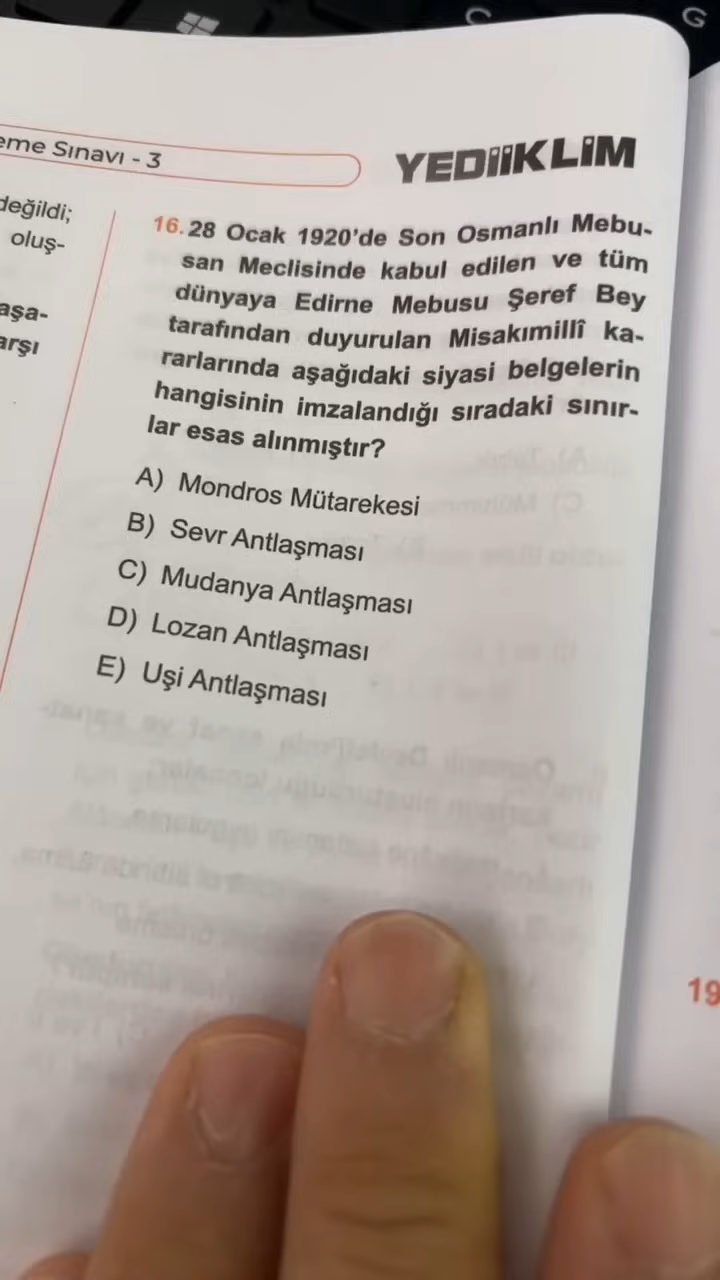 eme Sınavı - 3
YEDİİKLİM
değildi;
oluş-
aşa-
arşı
16. 28 Ocak 1920'de Son Osmanlı Mebu-
san Meclisinde kabul edilen ve tüm
dünyaya Edirne Mebusu Şeref Bey
tarafından duyurulan Misakımillî ka-
rarlarında aşağıdaki siyasi belgelerin
hangisinin imzalandığı sıradaki sınır-
lar esas alınmıştır?
A) Mondros Mütarekesi
B) Sevr Antlaşması
C) Mudanya Antlaşması
D) Lozan Antlaşması
E) Uşi Antlaşması
19
C
G